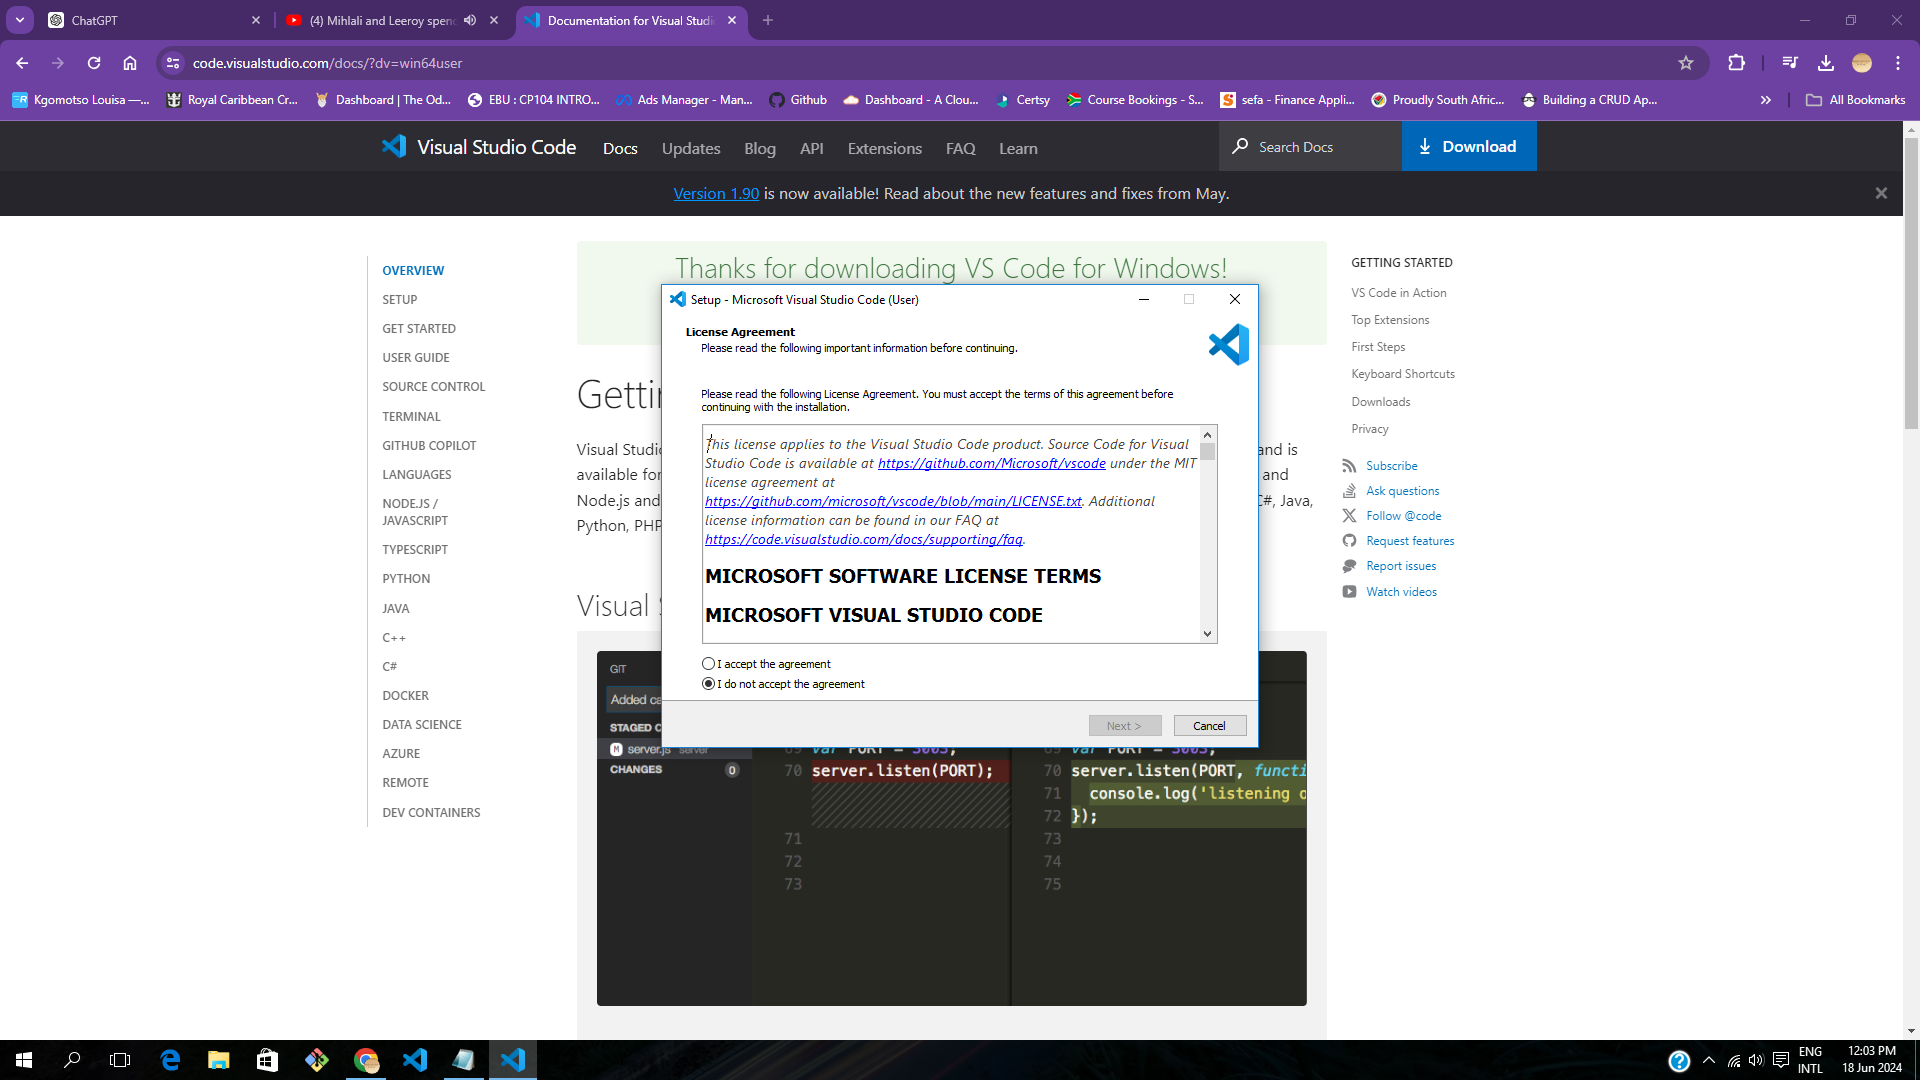 ChatGPT
(4) Mihlali and Leeroy spend
Documentation for Visual Studi
code.visualstudio.com/docs/?dv=win64user
Kgomotso Louisa —...
Royal Caribbean Cr...
Dashboard | The Od...
EBU : CP104 INTRO...
Ads Manager - Man...
Github
Dashboard - A Clou...
Certsy
Course Bookings - S...
sefa - Finance Appli...
Proudly South Afric...
Building a CRUD Ap...
All Bookmarks
Visual Studio Code
Docs
Updates
Blog
API
Extensions
FAQ
Learn
Search Docs
Download
Version 1.90 is now available! Read about the new features and fixes from May.
OVERVIEW
SETUP
GET STARTED
USER GUIDE
SOURCE CONTROL
TERMINAL
GITHUB COPILOT
LANGUAGES
NODE.JS /
JAVASCRIPT
TYPESCRIPT
PYTHON
JAVA
C++
C#
DOCKER
DATA SCIENCE
AZURE
REMOTE
DEV CONTAINERS
Thanks for downloading VS Code for Windows!
Visual Studi
and is
available for
and
Node.js and
C#, Java,
Python, PHP
Visual
Setup - Microsoft Visual Studio Code (User)
License Agreement
Please read the following important information before continuing.
Please read the following License Agreement. You must accept the terms of this agreement before
continuing with the installation.
This license applies to the Visual Studio Code product. Source Code for Visual
Studio Code is available at https://github.com/Microsoft/vscode under the MIT
license agreement at
https://github.com/microsoft/vscode/blob/main/LICENSE.txt. Additional
license information can be found in our FAQ at
https://code.visualstudio.com/docs/supporting/faq.
MICROSOFT SOFTWARE LICENSE TERMS
MICROSOFT VISUAL STUDIO CODE
I accept the agreement
I do not accept the agreement
Next >
Cancel
GIT
Added ca
STAGED C
M server.js server
CHANGES 0
69 var PORT = 3003;
70 server.listen(PORT);
71
72
73
69 var PORT = 3003;
70 server.listen(PORT, functi
71 console.log('listening o
72 });
73
74
75
GETTING STARTED
VS Code in Action
Top Extensions
First Steps
Keyboard Shortcuts
Downloads
Privacy
Subscribe
Ask questions
Follow @code
Request features
Report issues
Watch videos
ENG
INTL
12:03 PM
18 Jun 2024